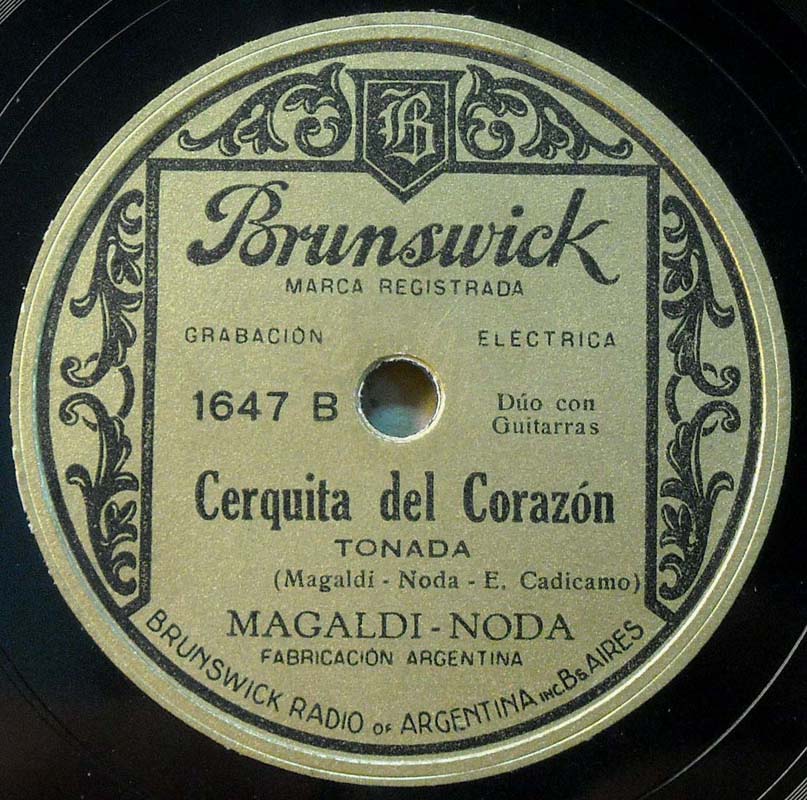 B
Brunswick
MARCA REGISTRADA
GRABACIÓN ELÉCTRICA
1647 B
Dúo con
Guitarras
Cerquita del Corazón
TONADA
(Magaldi - Noda - E. Cadicamo)
MAGALDI - NODA
FABRICACIÓN ARGENTINA
BRUNSWICK RADIO OF ARGENTINA INC. Bs. AIRES